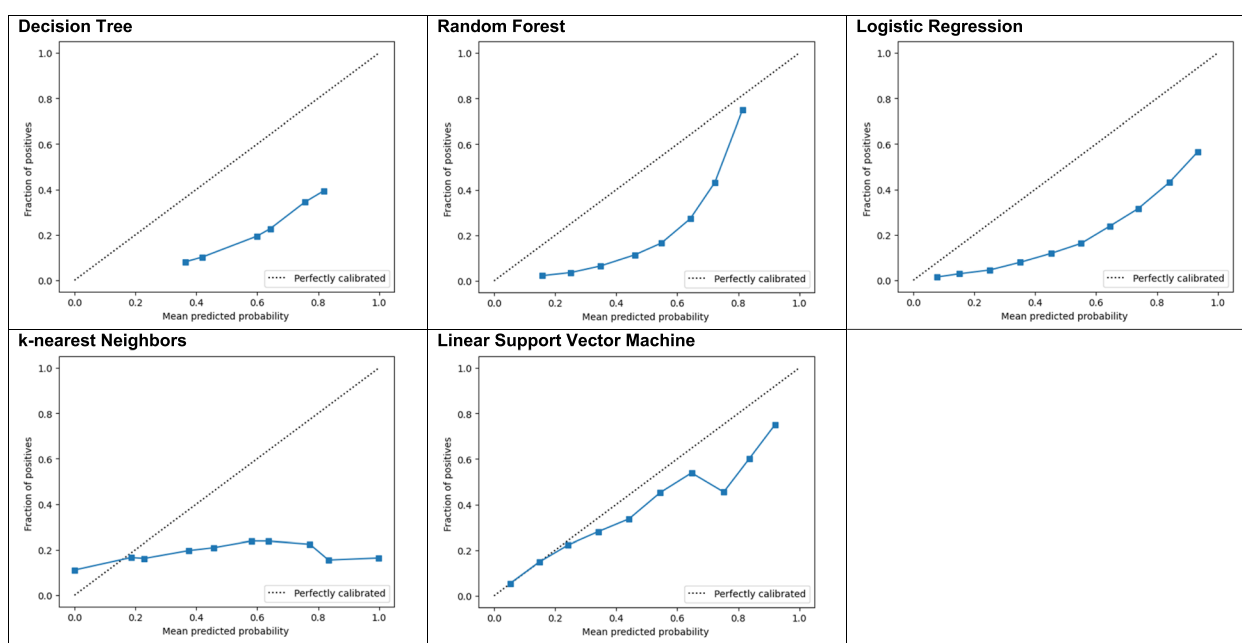 Decision Tree
1.0
0.8
0.6
0.4
0.2
0.0
Fraction of positives
Perfectly calibrated
0.0 0.2 0.4 0.6 0.8 1.0
Mean predicted probability
Random Forest
1.0
0.8
0.6
0.4
0.2
0.0
Fraction of positives
Perfectly calibrated
0.0 0.2 0.4 0.6 0.8 1.0
Mean predicted probability
Logistic Regression
1.0
0.8
0.6
0.4
0.2
0.0
Fraction of positives
Perfectly calibrated
0.0 0.2 0.4 0.6 0.8 1.0
Mean predicted probability
k-nearest Neighbors
1.0
0.8
0.6
0.4
0.2
0.0
Fraction of positives
Perfectly calibrated
0.0 0.2 0.4 0.6 0.8 1.0
Mean predicted probability
Linear Support Vector Machine
1.0
0.8
0.6
0.4
0.2
0.0
Fraction of positives
Perfectly calibrated
0.0 0.2 0.4 0.6 0.8 1.0
Mean predicted probability